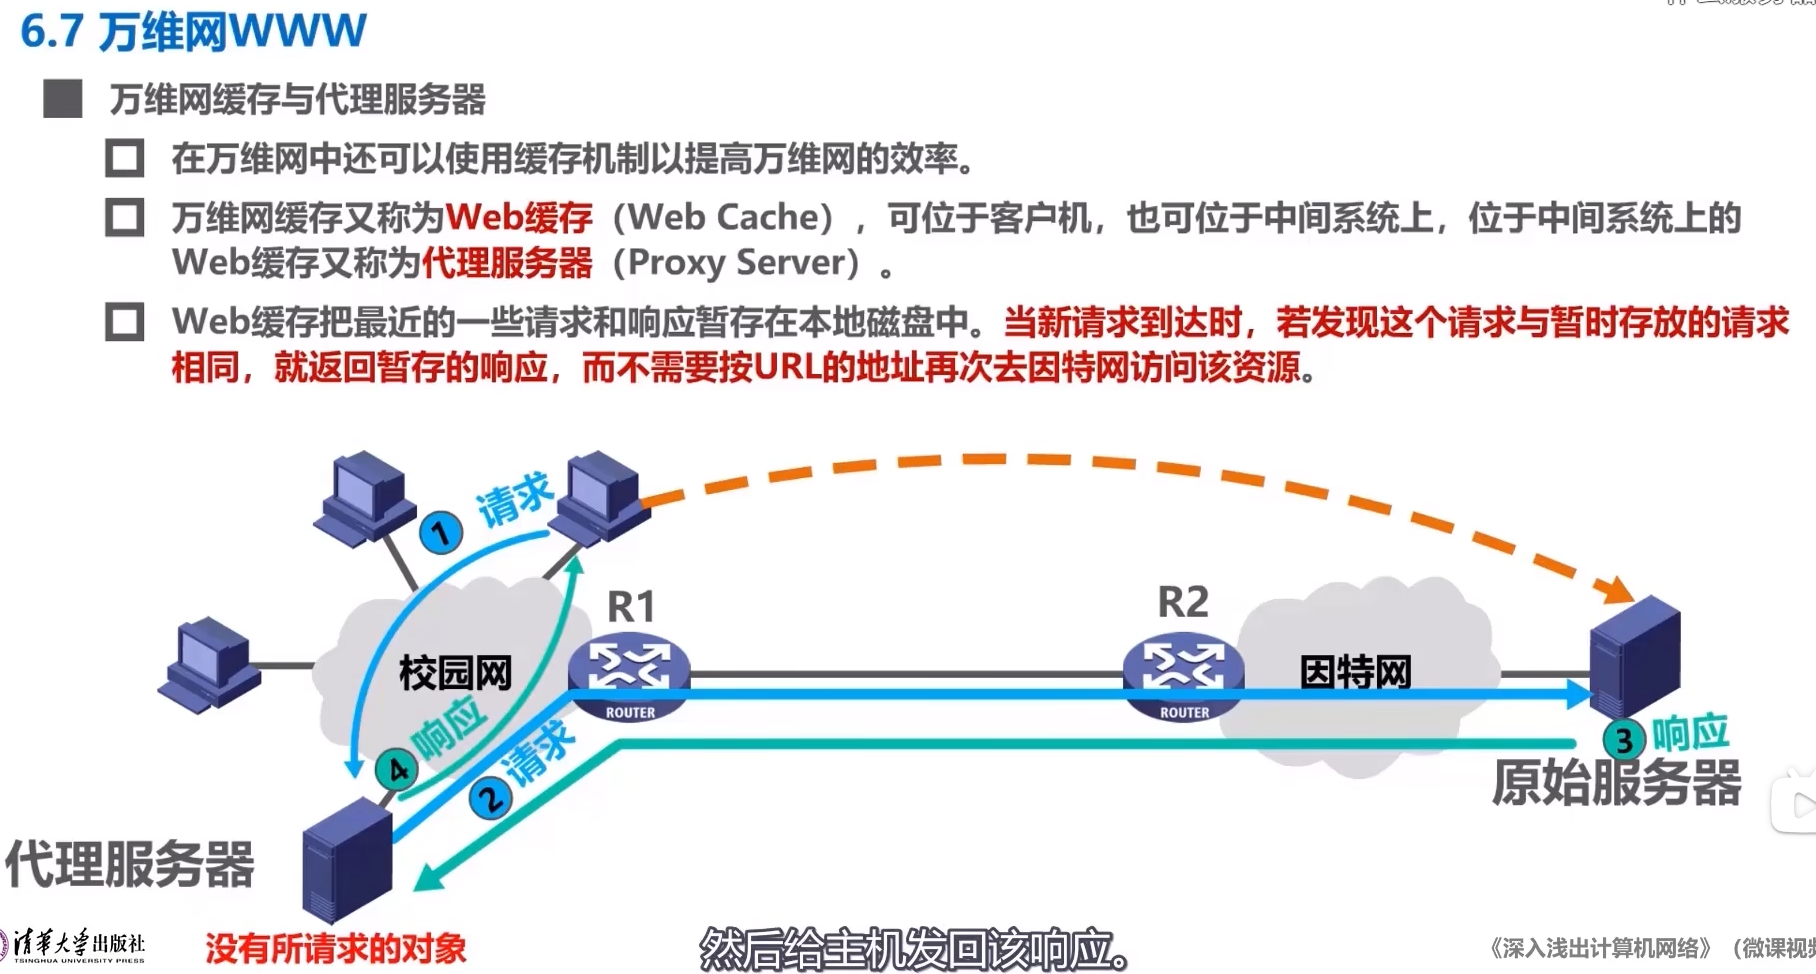 6.7 万维网WWW
万维网缓存与代理服务器
在万维网中还可以使用缓存机制以提高万维网的效率。
万维网缓存又称为Web缓存（Web Cache），可位于客户机，也可位于中间系统上，位于中间系统上的
Web缓存又称为代理服务器（Proxy Server）。
Web缓存把最近的一些请求和响应暂存在本地磁盘中。当新请求到达时，若发现这个请求与暂时存放的请求
相同，就返回暂存的响应，而不需要按URL的地址再次去因特网访问该资源。
1 请求
R1
R2
校园网
因特网
ROUTER
ROUTER
4 响应
2 请求
3 响应
原始服务器
代理服务器
没有所请求的对象
清华大学出版社
TSINGHUA UNIVERSITY PRESS
然后给主机发回该响应。
《深入浅出计算机网络》（微课视频